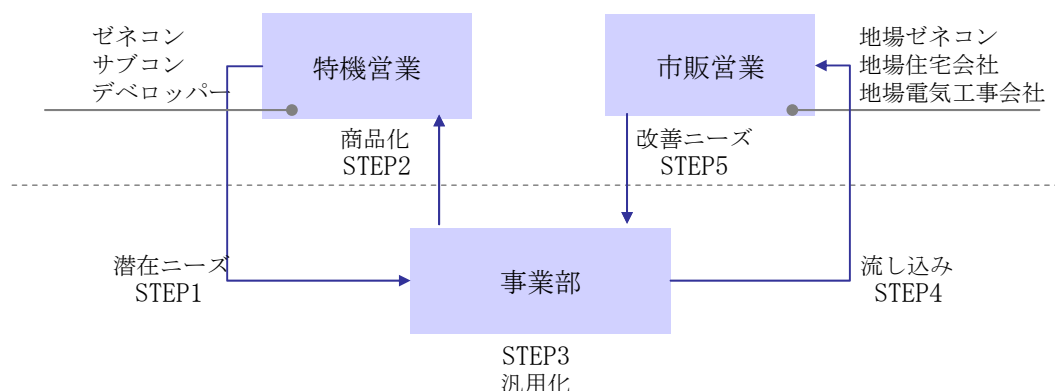 ゼネコン
サブコン
デベロッパー
特機営業
市販営業
地場ゼネコン
地場住宅会社
地場電気工事会社
商品化
STEP2
改善ニーズ
STEP5
潜在ニーズ
STEP1
事業部
流し込み
STEP4
STEP3
汎用化